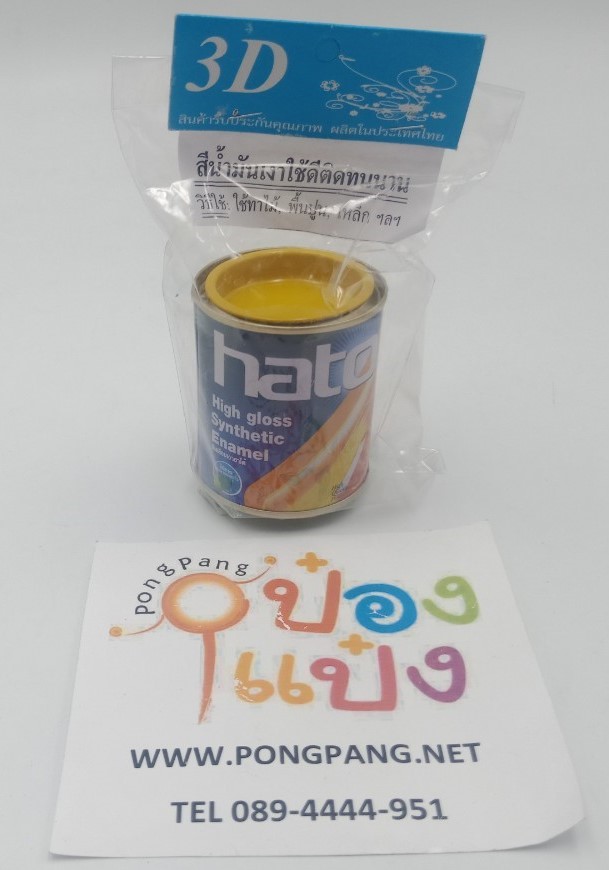 3D
สินค้ารับประกันคุณภาพ ผลิตในประเทศไทย
สีน้ำมันเงาใช้ดีติดทนนาน
วิธีใช้: ใช้ทาไม้, พื้นปูน, เหล็ก ฯลฯ
hato
High gloss
Synthetic
Enamel
PongPang
ป๋อง
แป๋ง
WWW.PONGPANG.NET
TEL 089-4444-951